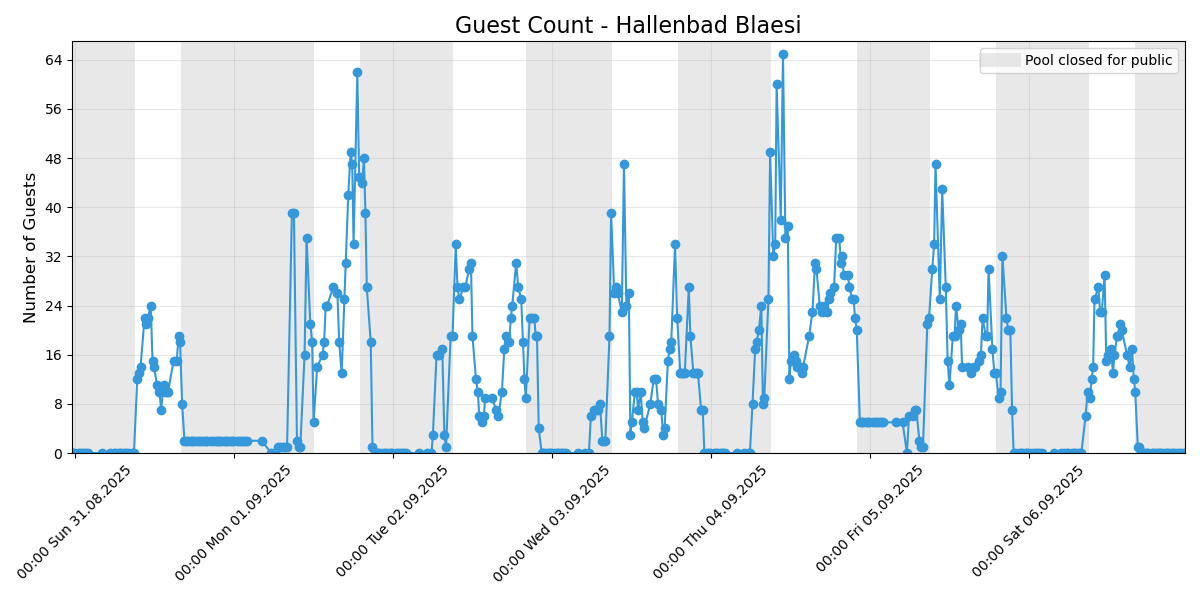 Guest Count - Hallenbad Blaesi
Pool closed for public
Number of Guests
64
56
48
40
32
24
16
8
0
00:00 Sun 31.08.2025
00:00 Mon 01.09.2025
00:00 Tue 02.09.2025
00:00 Wed 03.09.2025
00:00 Thu 04.09.2025
00:00 Fri 05.09.2025
00:00 Sat 06.09.2025